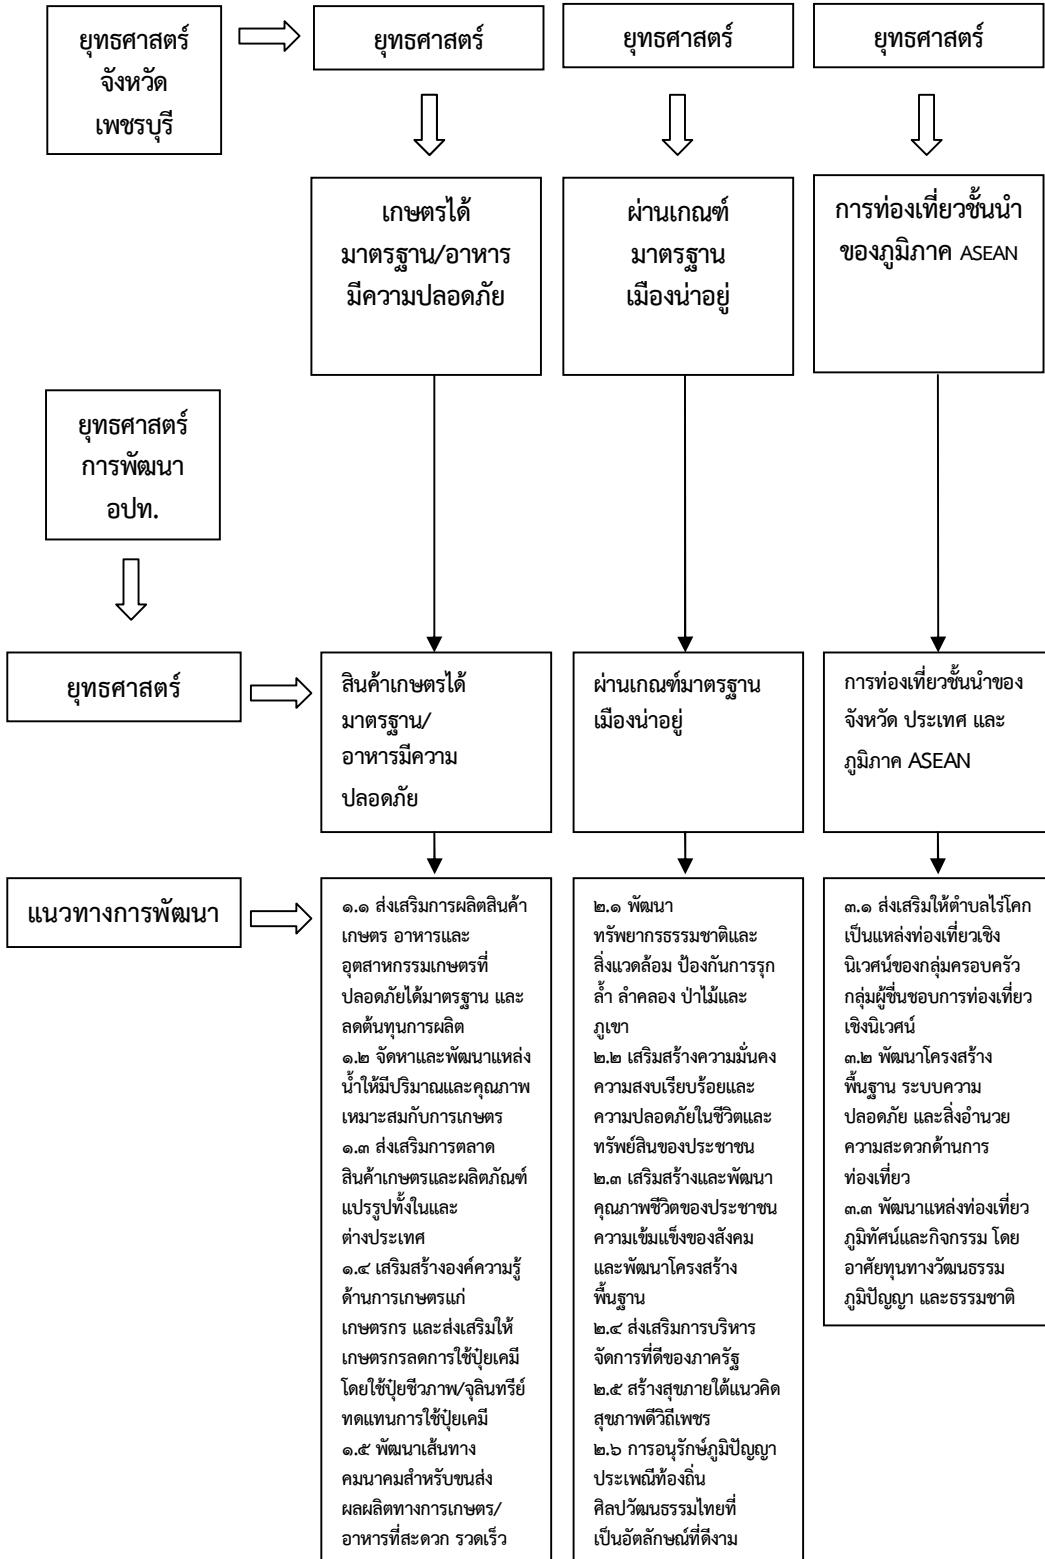 ยุทธศาสตร์
จังหวัด
เพชรบุรี
ยุทธศาสตร์
ยุทธศาสตร์
ยุทธศาสตร์
เกษตรได้
มาตรฐาน/อาหาร
มีความปลอดภัย
ผ่านเกณฑ์
มาตรฐาน
เมืองน่าอยู่
การท่องเที่ยวชั้นนำ
ของภูมิภาค ASEAN
ยุทธศาสตร์
การพัฒนา
อปท.
ยุทธศาสตร์
สินค้าเกษตรได้
มาตรฐาน/
อาหารมีความ
ปลอดภัย
ผ่านเกณฑ์มาตรฐาน
เมืองน่าอยู่
การท่องเที่ยวชั้นนำของ
จังหวัด ประเทศ และ
ภูมิภาค ASEAN
แนวทางการพัฒนา
๑.๑ ส่งเสริมการผลิตสินค้า
เกษตร อาหารและ
อุตสาหกรรมเกษตรที่
ปลอดภัยได้มาตรฐาน และ
ลดต้นทุนการผลิต
๑.๒ จัดหาและพัฒนาแหล่ง
น้ำให้มีปริมาณและคุณภาพ
เหมาะสมกับการเกษตร
๑.๓ ส่งเสริมการตลาด
สินค้าเกษตรและผลิตภัณฑ์
แปรรูปทั้งในและ
ต่างประเทศ
๑.๔ เสริมสร้างองค์ความรู้
ด้านการเกษตรแก่
เกษตรกร และส่งเสริมให้
เกษตรกรลดการใช้ปุ๋ยเคมี
โดยใช้ปุ๋ยชีวภาพ/จุลินทรีย์
ทดแทนการใช้ปุ๋ยเคมี
๑.๕ พัฒนาเส้นทาง
คมนาคมสำหรับขนส่ง
ผลผลิตทางการเกษตร/
อาหารที่สะดวก รวดเร็ว
๒.๑ พัฒนา
ทรัพยากรธรรมชาติและ
สิ่งแวดล้อม ป้องกันการรุก
ล้ำ ลำคลอง ป่าไม้และ
ภูเขา
๒.๒ เสริมสร้างความมั่นคง
ความสงบเรียบร้อยและ
ความปลอดภัยในชีวิตและ
ทรัพย์สินของประชาชน
๒.๓ เสริมสร้างและพัฒนา
คุณภาพชีวิตของประชาชน
ความเข้มแข็งของสังคม
และพัฒนาโครงสร้าง
พื้นฐาน
๒.๔ ส่งเสริมการบริหาร
จัดการที่ดีของภาครัฐ
๒.๕ สร้างสุขภายใต้แนวคิด
สุขภาพดีวิถีเพชร
๒.๖ การอนุรักษ์ภูมิปัญญา
ประเพณีท้องถิ่น
ศิลปวัฒนธรรมไทยที่
เป็นอัตลักษณ์ที่ดีงาม
๓.๑ ส่งเสริมให้ตำบลไร่โคก
เป็นแหล่งท่องเที่ยวเชิง
นิเวศน์ของกลุ่มครอบครัว
กลุ่มผู้ชื่นชอบการท่องเที่ยว
เชิงนิเวศน์
๓.๒ พัฒนาโครงสร้าง
พื้นฐาน ระบบความ
ปลอดภัย และสิ่งอำนวย
ความสะดวกด้านการ
ท่องเที่ยว
๓.๓ พัฒนาแหล่งท่องเที่ยว
ภูมิทัศน์และกิจกรรม โดย
อาศัยทุนทางวัฒนธรรม
ภูมิปัญญา และธรรมชาติ